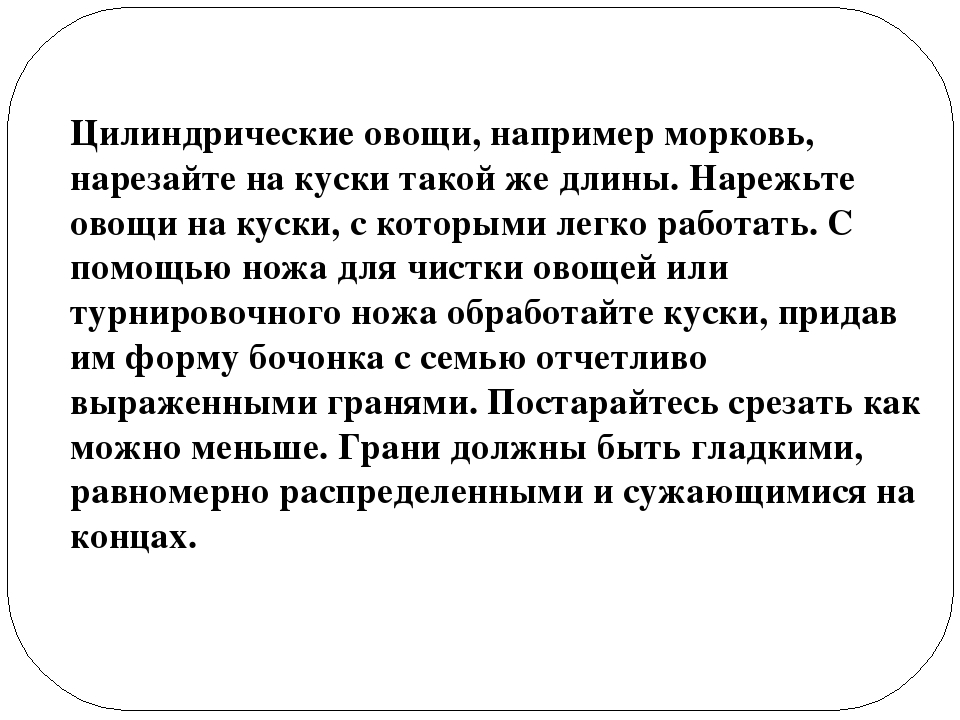 Цилиндрические овощи, например морковь,
нарезайте на куски такой же длины. Нарежьте
овощи на куски, с которыми легко работать. С
помощью ножа для чистки овощей или
турнировочного ножа обработайте куски, придав
им форму бочонка с семью отчетливо
выраженными гранями. Постарайтесь срезать как
можно меньше. Грани должны быть гладкими,
равномерно распределенными и сужающимися на
концах.